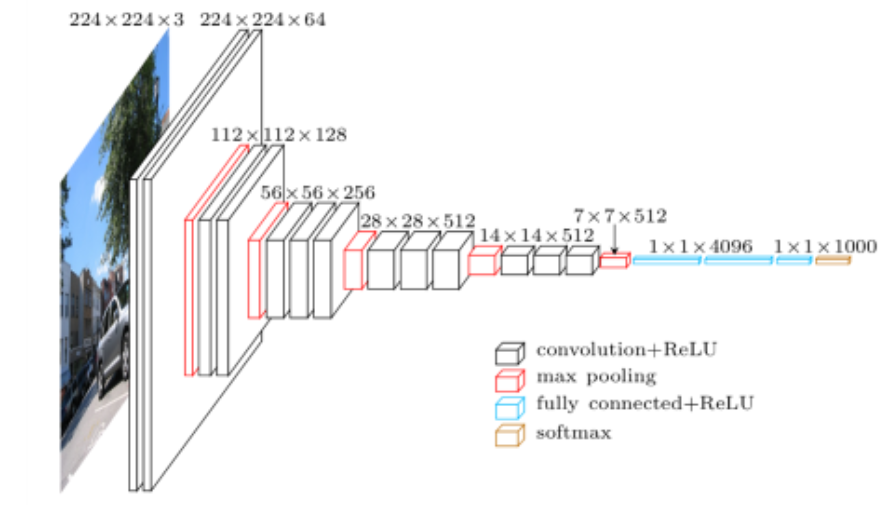 224×224×3 224×224×64
112×112×128
56×56×256
28×28×512
14×14×512
7×7×512
1×1×4096 1×1×1000
convolution+ReLU
max pooling
fully connected+ReLU
softmax